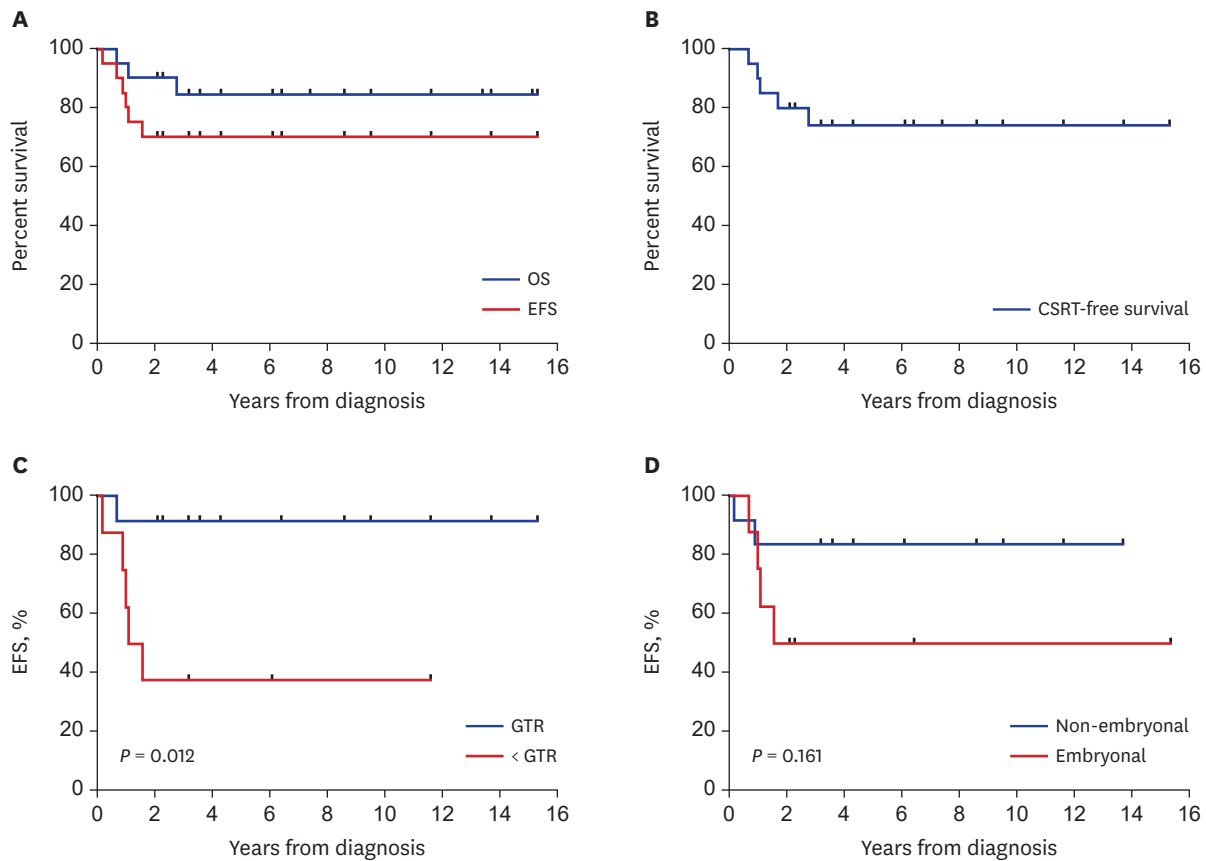 A
100
80
60
40
20
0
Percent survival
OS
EFS
0 2 4 6 8 10 12 14 16
Years from diagnosis
B
100
80
60
40
20
0
Percent survival
CSRT-free survival
0 2 4 6 8 10 12 14 16
Years from diagnosis
C
100
80
60
40
20
0
EFS, %
GTR
< GTR
P = 0.012
0 2 4 6 8 10 12 14 16
Years from diagnosis
D
100
80
60
40
20
0
EFS, %
Non-embryonal
Embryonal
P = 0.161
0 2 4 6 8 10 12 14 16
Years from diagnosis